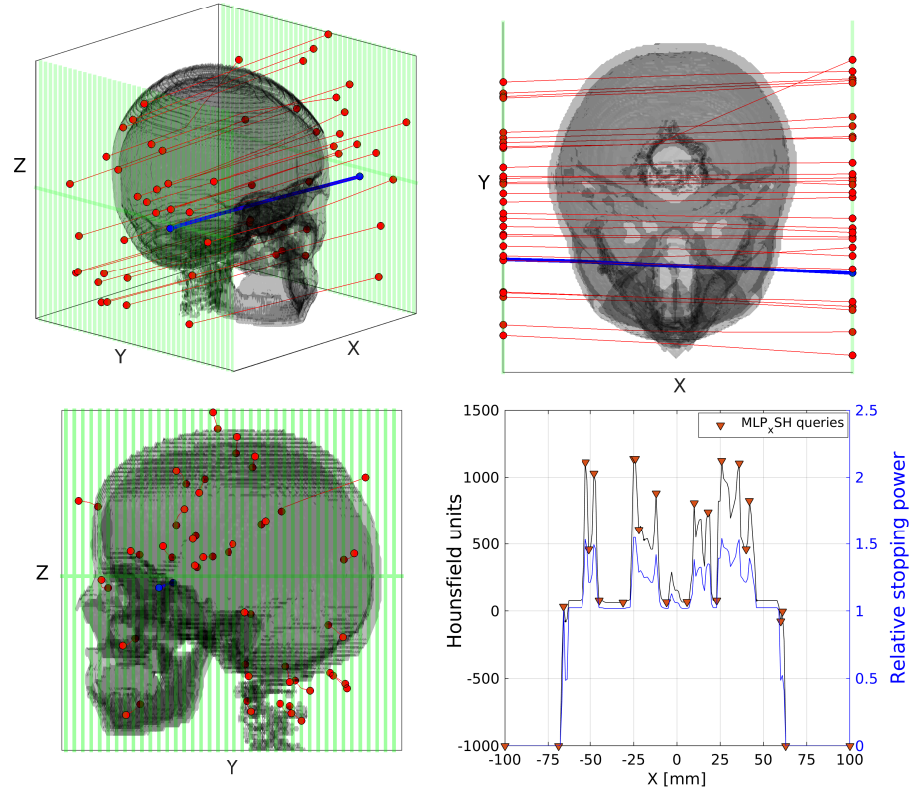 Z
Y
X
Y
X
Z
Y
1500
1000
500
0
-500
-1000
Hounsfield units
MLPxSH queries
2.5
2
1.5
1
0.5
0
Relative stopping power
-100 -75 -50 -25 0 25 50 75 100
X [mm]